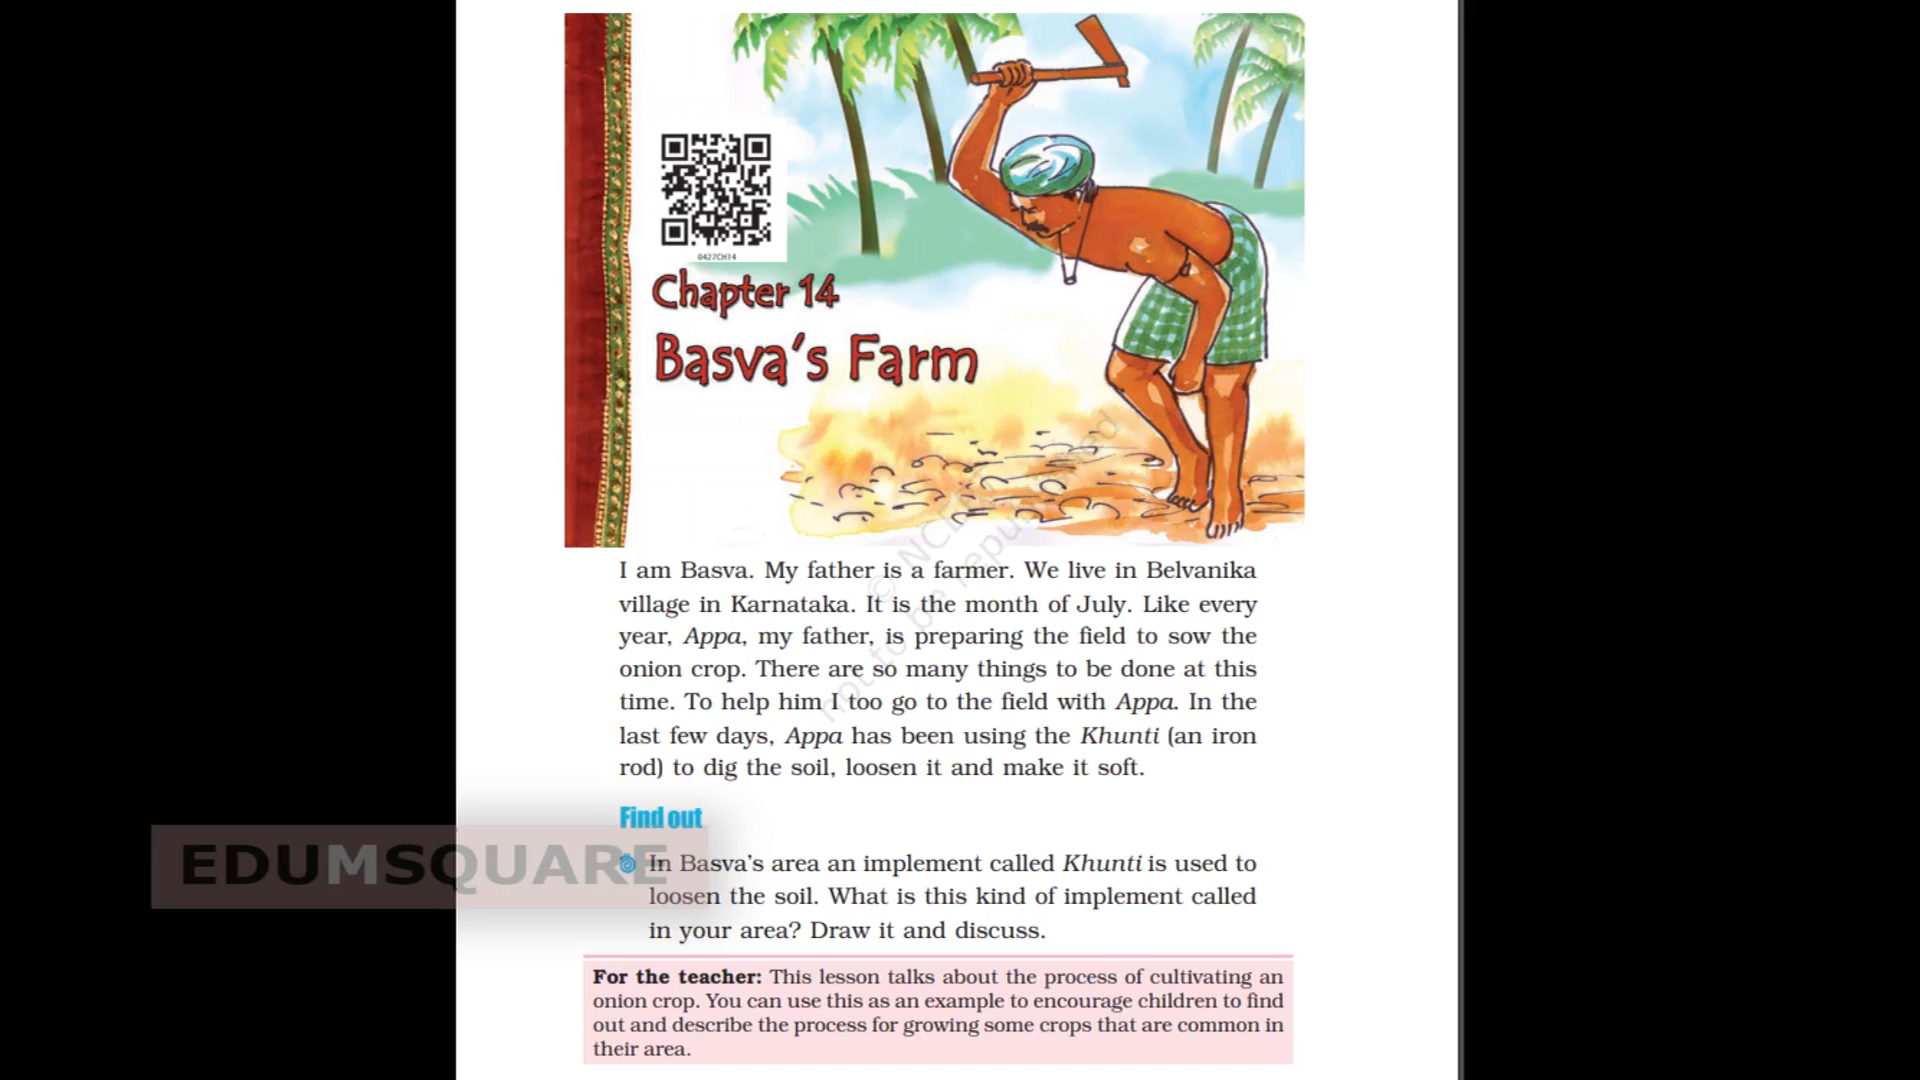 0427CH14
Chapter 14
Basva's Farm
I am Basva. My father is a farmer. We live in Belvanika
village in Karnataka. It is the month of July. Like every
year, Appa, my father, is preparing the field to sow the
onion crop. There are so many things to be done at this
time. To help him I too go to the field with Appa. In the
last few days, Appa has been using the Khunti (an iron
rod) to dig the soil, loosen it and make it soft.
Find out
In Basva's area an implement called Khunti is used to
loosen the soil. What is this kind of implement called
in your area? Draw it and discuss.
EDUMSQUARE
For the teacher: This lesson talks about the process of cultivating an
onion crop. You can use this as an example to encourage children to find
out and describe the process for growing some crops that are common in
their area.
not to be